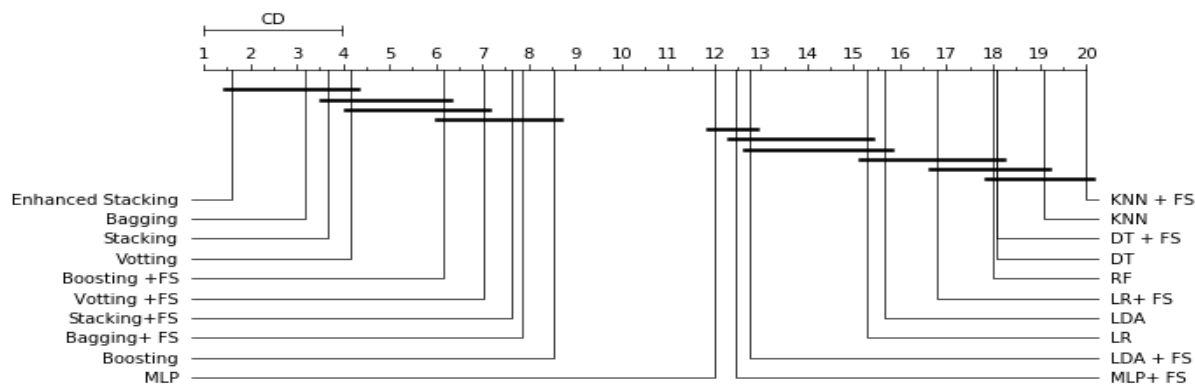 CD
1 2 3 4 5 6 7 8 9 10 11 12 13 14 15 16 17 18 19 20
Enhanced Stacking KNN + FS
Bagging KNN
Stacking DT + FS
Votting DT
Boosting +FS RF
Votting +FS LR+ FS
Stacking+FS LDA
Bagging+ FS LR
Boosting LDA + FS
MLP MLP+ FS